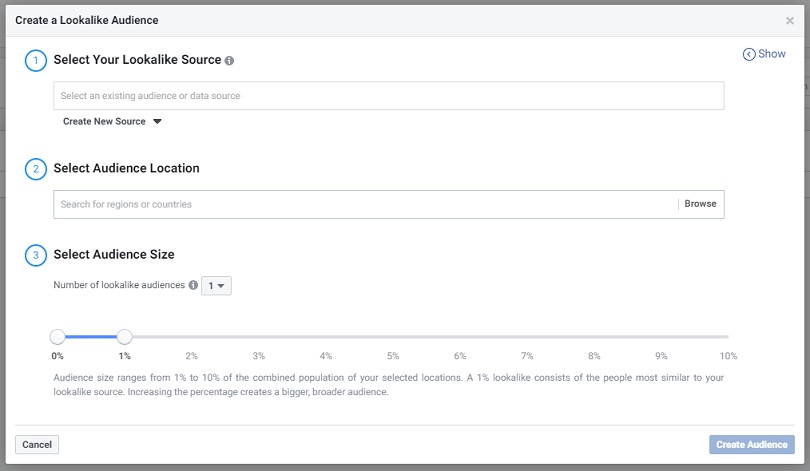 Create a Lookalike Audience
1 Select Your Lookalike Source
Show
Select an existing audience or data source
Create New Source
2 Select Audience Location
Search for regions or countries
Browse
3 Select Audience Size
Number of lookalike audiences 1
0% 1% 2% 3% 4% 5% 6% 7% 8% 9% 10%
Audience size ranges from 1% to 10% of the combined population of your selected locations. A 1% lookalike consists of the people most similar to your
lookalike source. Increasing the percentage creates a bigger, broader audience.
Cancel
Create Audience